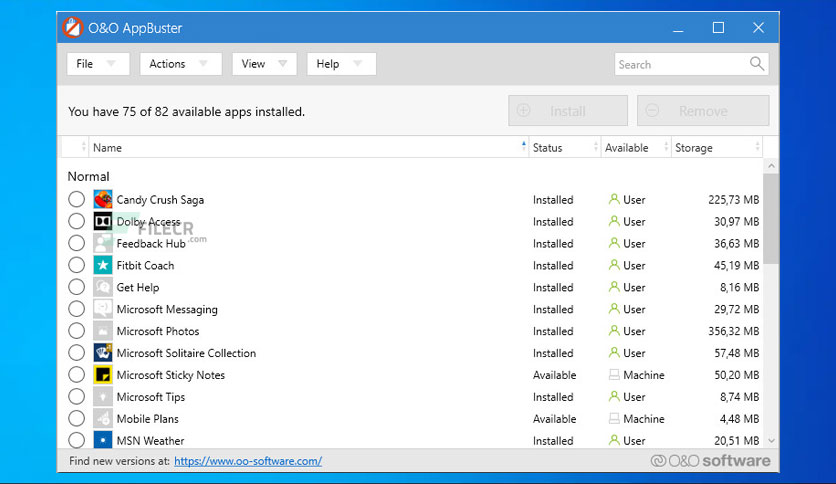 O&O AppBuster
File Actions View Help Search
You have 75 of 82 available apps installed. Install Remove
Name Status Available Storage
Normal
Candy Crush Saga Installed User 225,73 MB
Dolby Access Installed User 30,97 MB
FILECR
.com
Feedback Hub Installed User 36,63 MB
Fitbit Coach Installed User 45,19 MB
Get Help Installed User 8,16 MB
Microsoft Messaging Installed User 29,72 MB
Microsoft Photos Installed User 356,32 MB
Microsoft Solitaire Collection Installed User 57,48 MB
Microsoft Sticky Notes Available Machine 50,20 MB
Microsoft Tips Installed User 8,74 MB
Mobile Plans Available Machine 4,48 MB
MSN Weather Installed User 20,51 MB
Find new versions at: https://www.oo-software.com/ O&O software